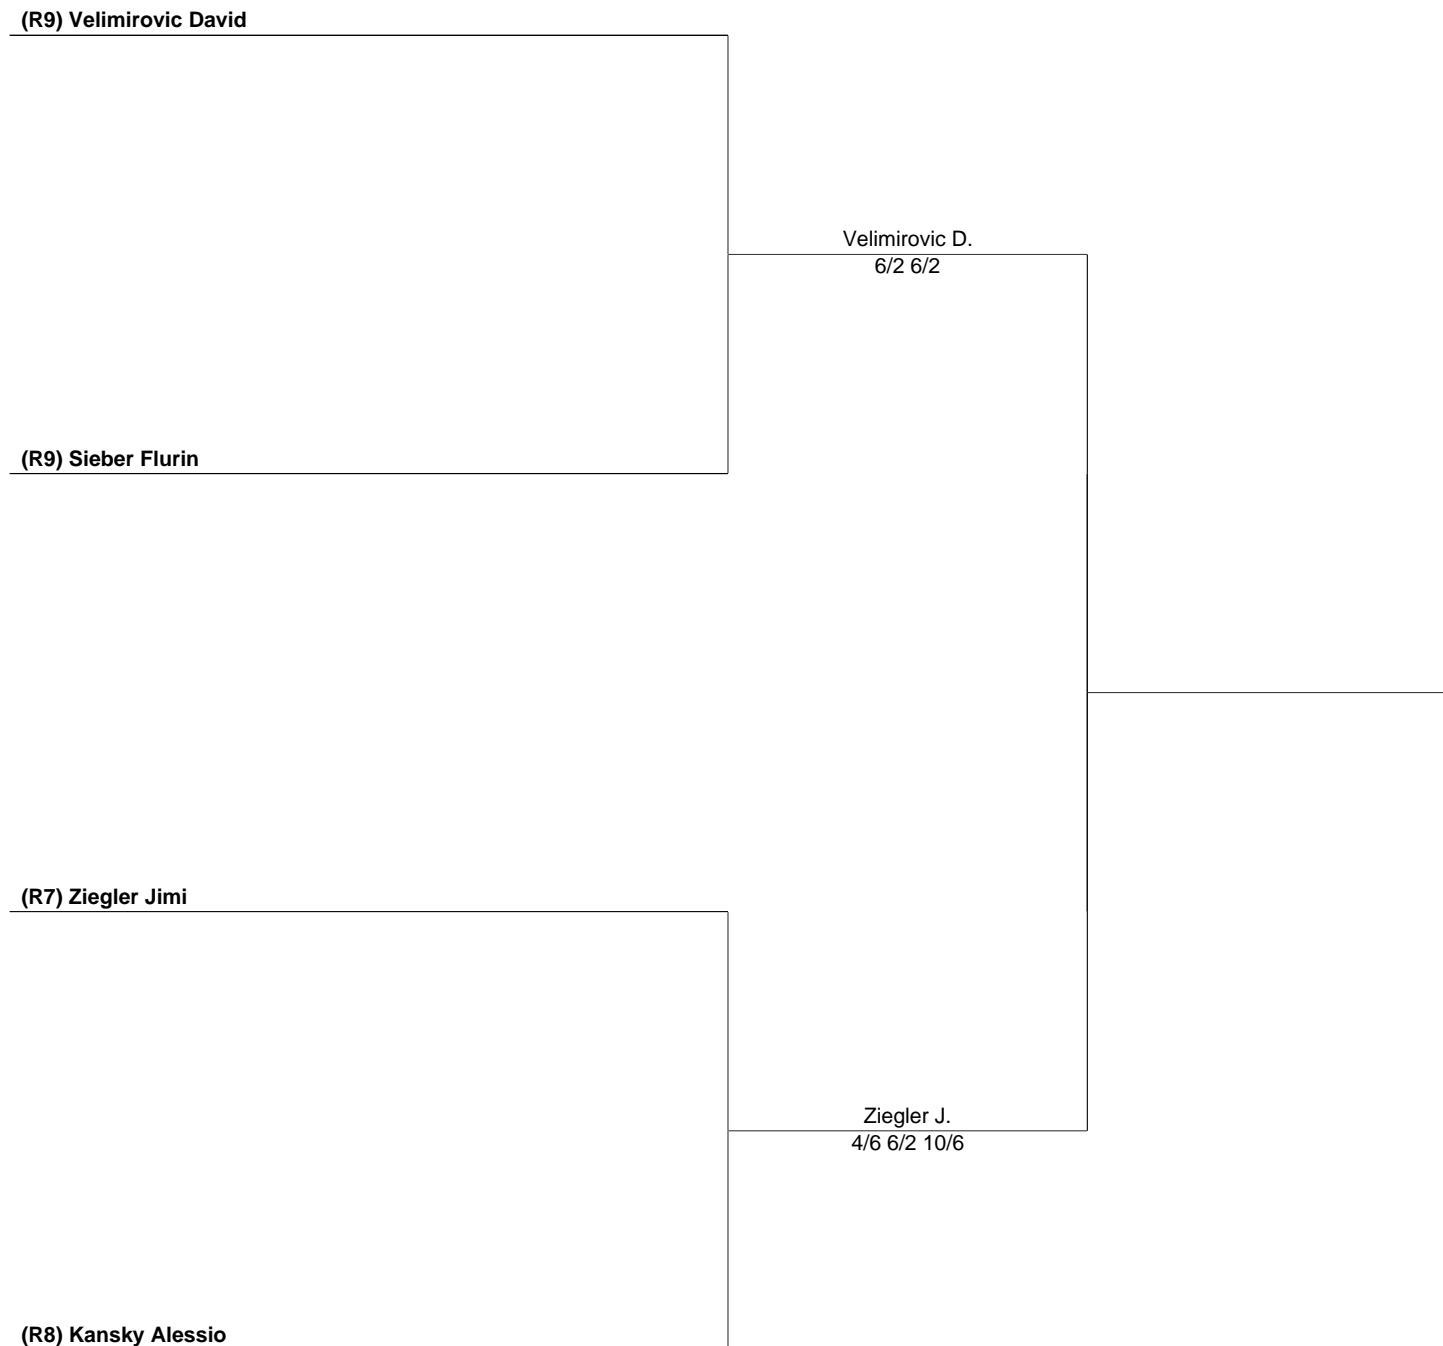 (R9) Velimirovic David
Velimirovic D.
6/2 6/2
(R9) Sieber Flurin
(R7) Ziegler Jimi
Ziegler J.
4/6 6/2 10/6
(R8) Kansky Alessio